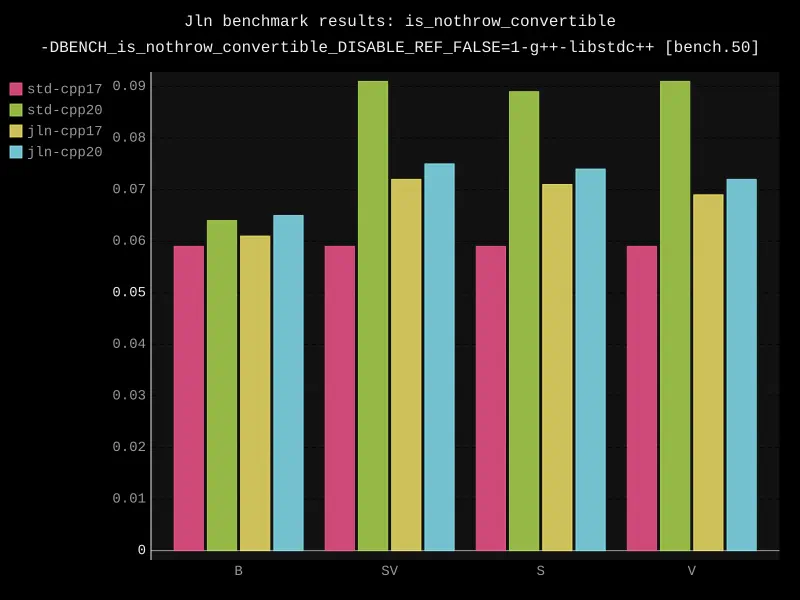 Jln benchmark results: is_nothrow_convertible
-DBENCH_is_nothrow_convertible_DISABLE_REF_FALSE=1-g++-libstdc++ [bench.50]
std-cpp17
std-cpp20
jln-cpp17
jln-cpp20
0.09
0.08
0.07
0.06
0.05
0.04
0.03
0.02
0.01
0
B SV S V